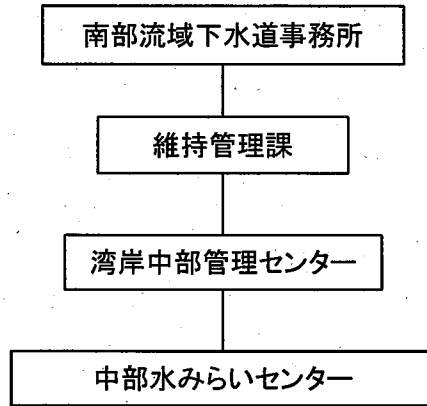 南部流域下水道事務所
維持管理課
湾岸中部管理センター
中部水みらいセンター